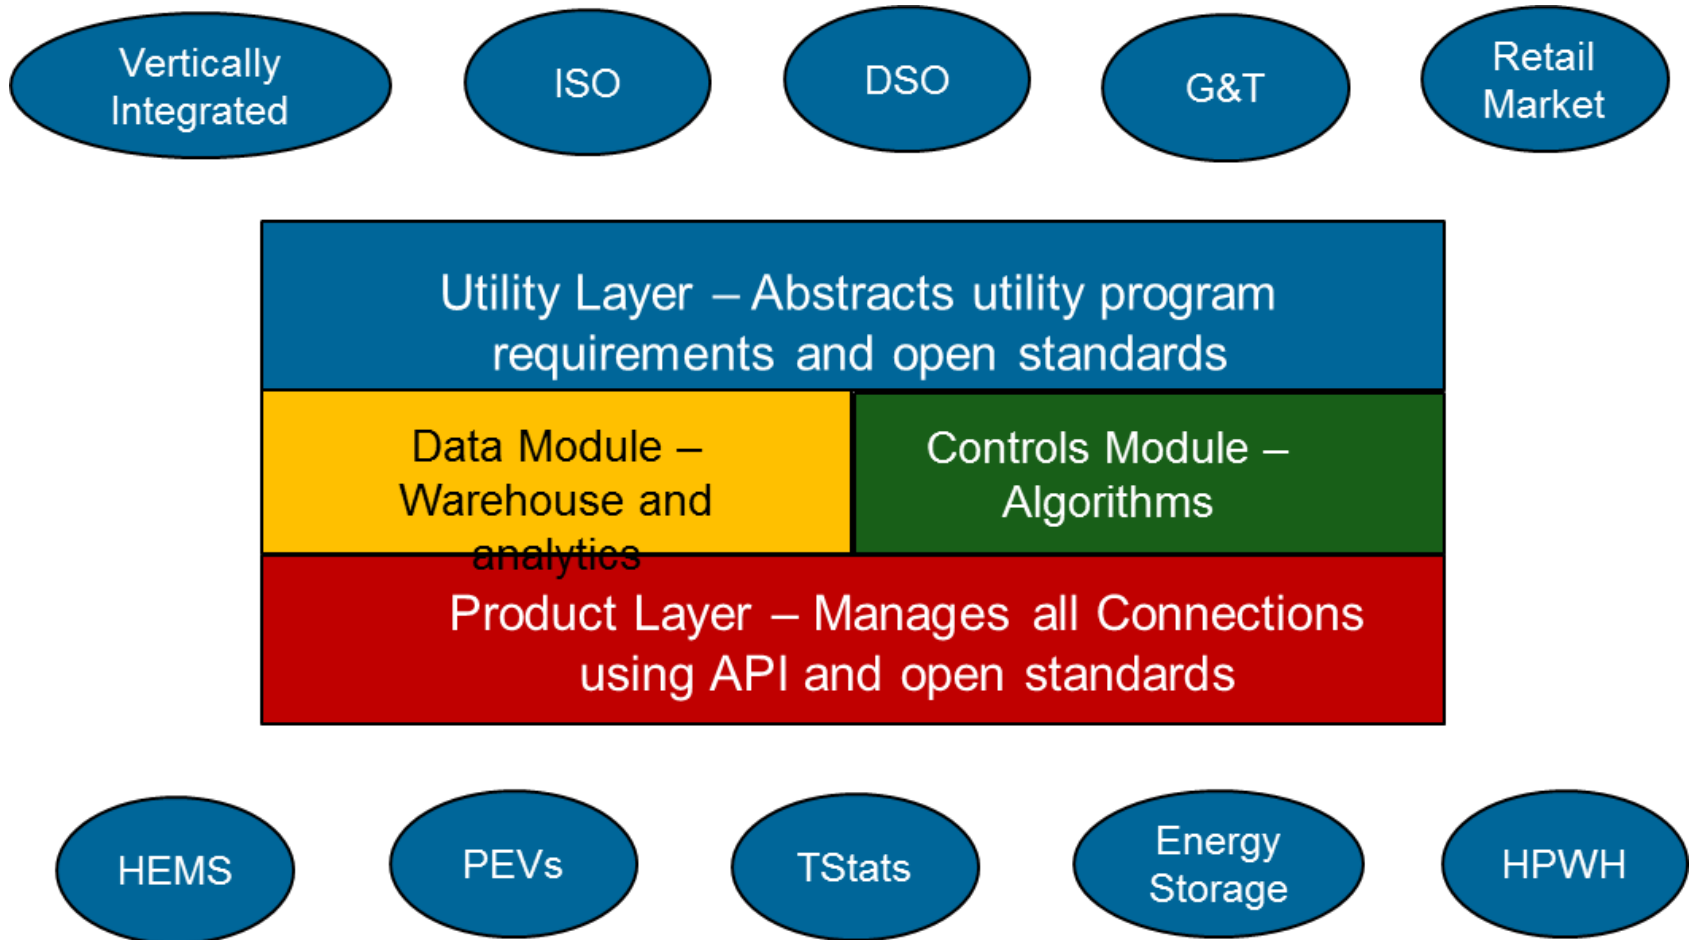 Vertically
Integrated
ISO
DSO
G&T
Retail
Market
Utility Layer – Abstracts utility program
requirements and open standards
Data Module –
Warehouse and
analytics
Controls Module –
Algorithms
Product Layer – Manages all Connections
using API and open standards
HEMS
PEVs
TStats
Energy
Storage
HPWH